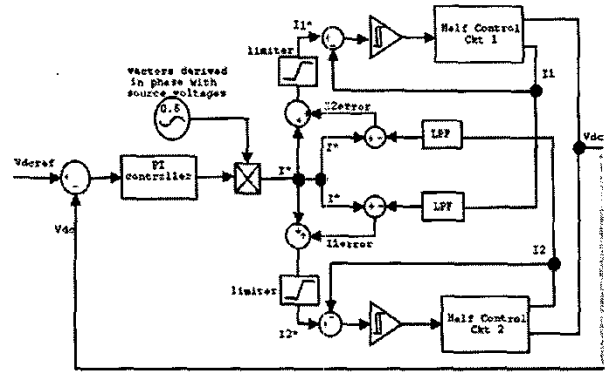 I1*
limiter
Half Control
Ckt 1
vectors derived
in phase with
source voltages
I1
I2error
0.5
LPF
Vdc
I*
Vdcref
PI
controller
I*
I*
LPF
Vdc
I1error
I2
limiter
Half Control
Ckt 2
I2*